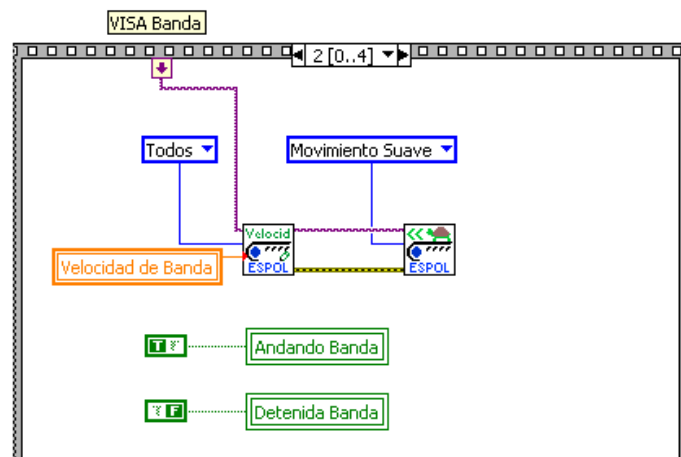 VISA Banda
2 [0..4]
Todos
Movimiento Suave
Velocid
ESPOL
<<
ESPOL
Velocidad de Banda
T
Andando Banda
F
Detenida Banda